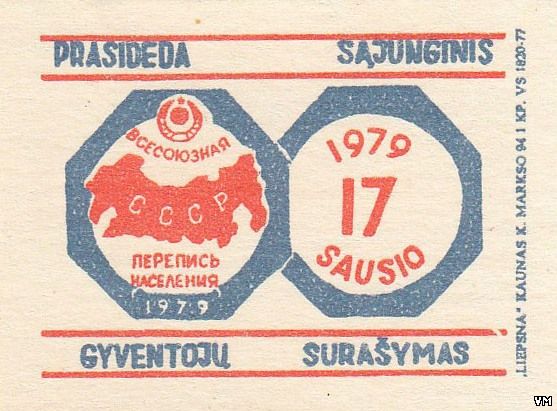 PRASIDEDA SĄJUNGINIS
ВСЕСОЮЗНАЯ
СССР
ПЕРЕПИСЬ
НАСЕЛЕНИЯ
1979
1979
17
SAUSIO
GYVENTOJŲ SURAŠYMAS
„LIEPSNA" KAUNAS K. MARKSO 94 1 KP. VS 1820-77
VM